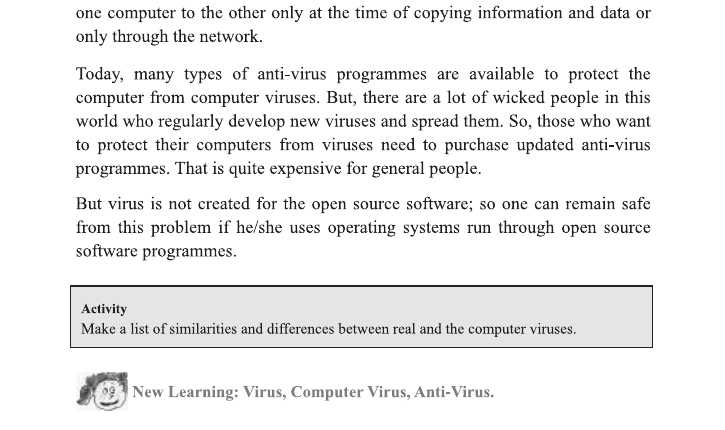 one computer to the other only at the time of copying information and data or
only through the network.
Today, many types of anti-virus programmes are available to protect the
computer from computer viruses. But, there are a lot of wicked people in this
world who regularly develop new viruses and spread them. So, those who want
to protect their computers from viruses need to purchase updated anti-virus
programmes. That is quite expensive for general people.
But virus is not created for the open source software; so one can remain safe
from this problem if he/she uses operating systems run through open source
software programmes.
Activity
Make a list of similarities and differences between real and the computer viruses.
New Learning: Virus, Computer Virus, Anti-Virus.